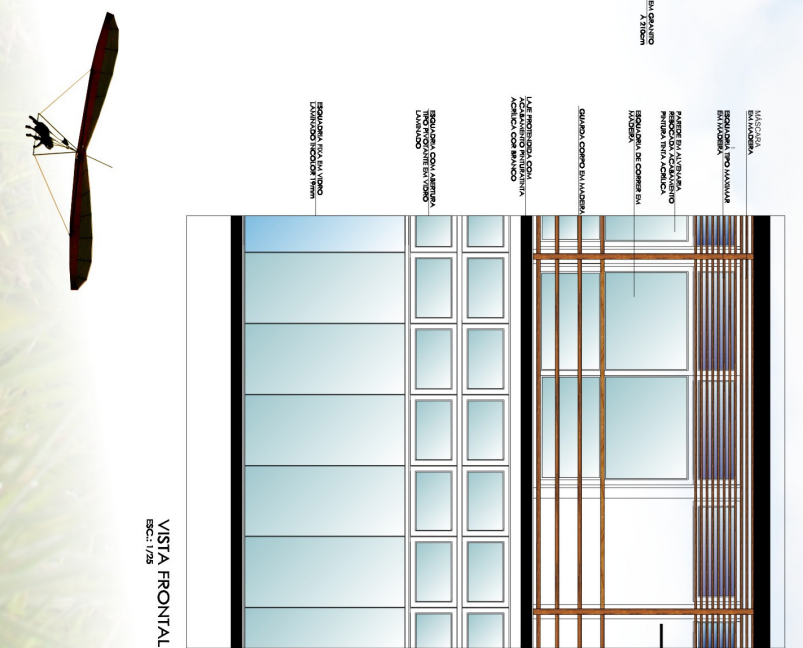 EM GRANITO
A 210cm
MÁSCARA
EM MADEIRA
ESQUADRIA TIPO MAXIMAR
EM MADEIRA
PAREDE EM ALVENARIA
REBOCADA ACABAMENTO
PINTURA TINTA ACRÍLICA
ESQUADRIA DE CORRER EM
MADEIRA
GUARDA CORPO EM MADEIRA
LAJE PROTENDIDA COM
ACABAMENTO PINTURA TINTA
ACRÍLICA COR BRANCO
ESQUADRIA COM ABERTURA
TIPO PIVOTANTE EM VIDRO
LAMINADO
ESQUADRIA FIXA EM VIDRO
LAMINADO INCOLOR 19mm
VISTA FRONTAL
ESC.: 1/25